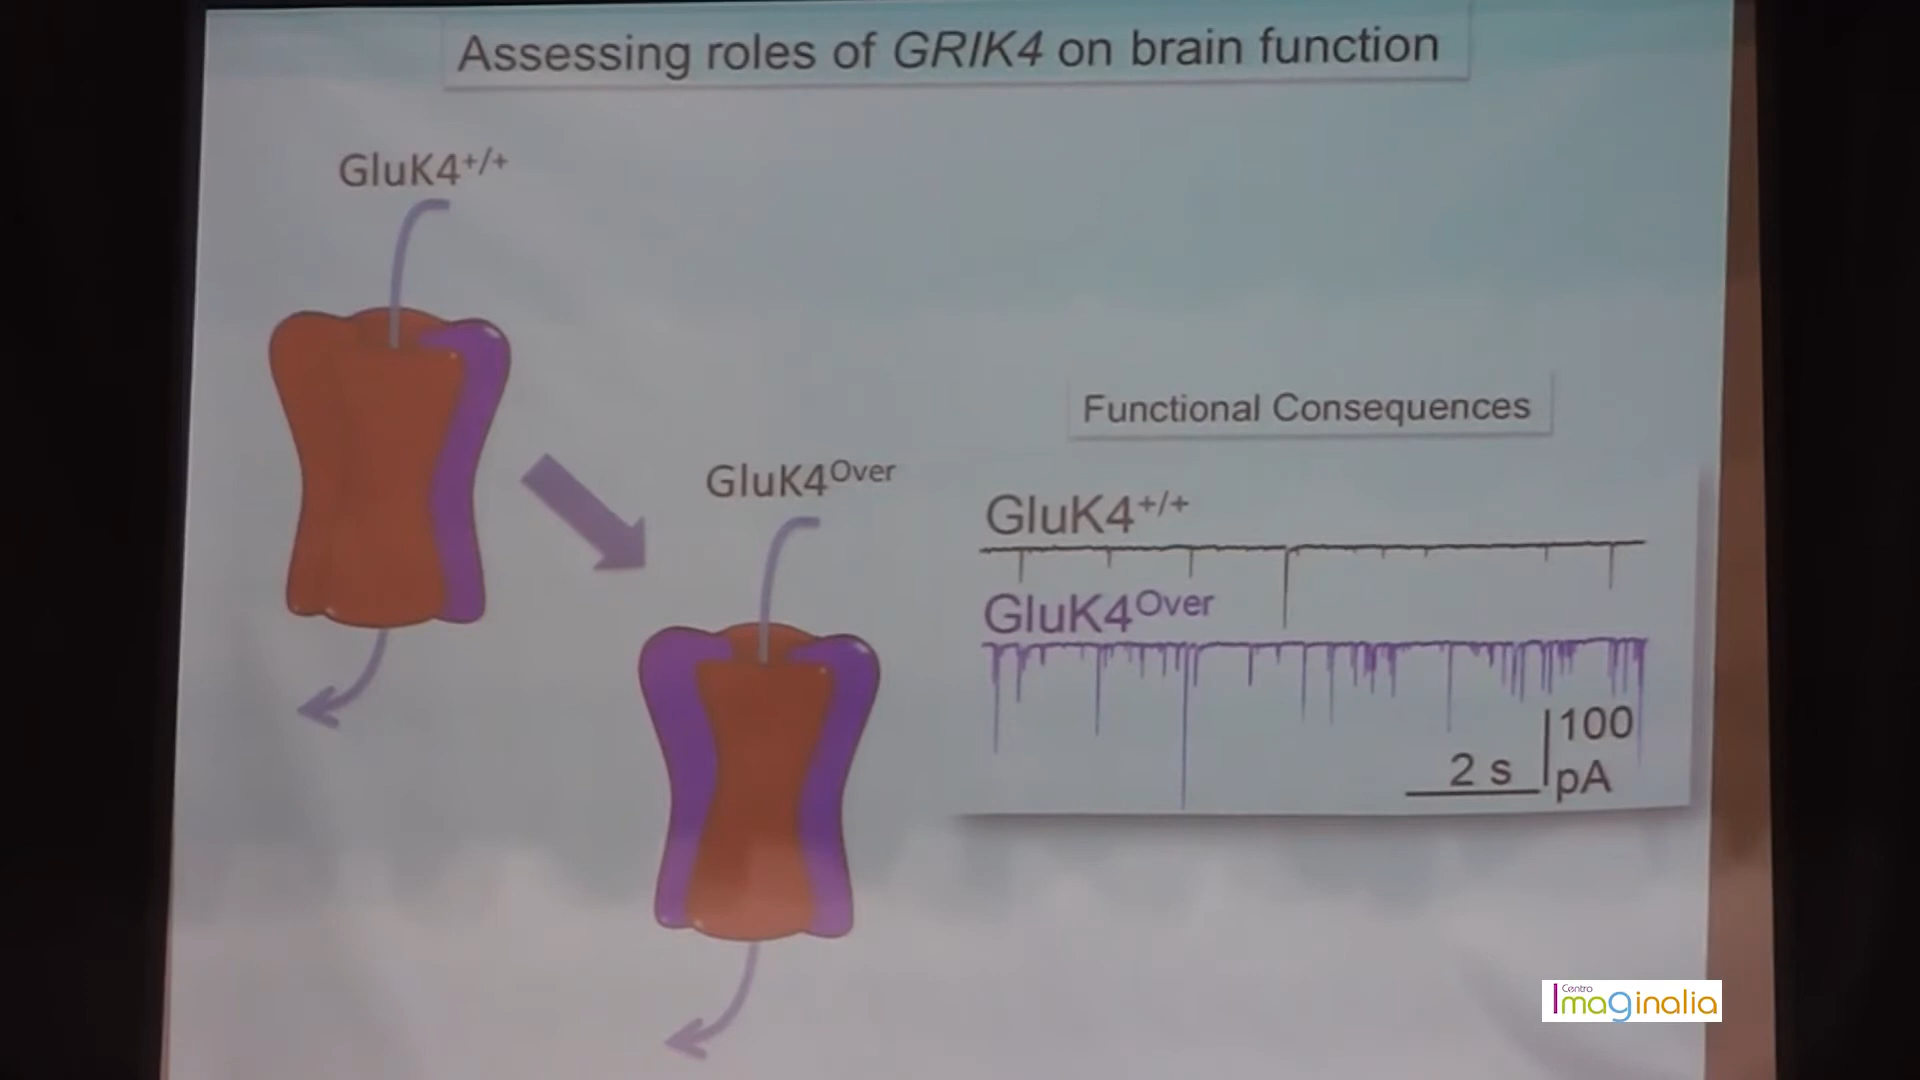 Assessing roles of GRIK4 on brain function
GluK4+/+
GluK4Over
Functional Consequences
GluK4+/+
GluK4Over
100
2 s
pA
Centro
Imaginalia